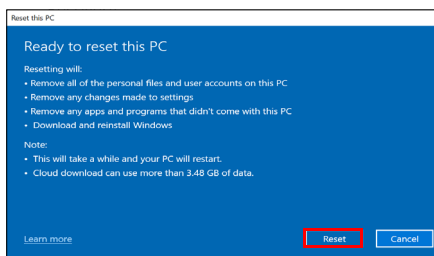 Reset this PC
Ready to reset this PC
Resetting will:
• Remove all of the personal files and user accounts on this PC
• Remove any changes made to settings
• Remove any apps and programs that didn't come with this PC
• Download and reinstall Windows
Note:
• This will take a while and your PC will restart.
• Cloud download can use more than 3.48 GB of data.
Learn more
Reset
Cancel